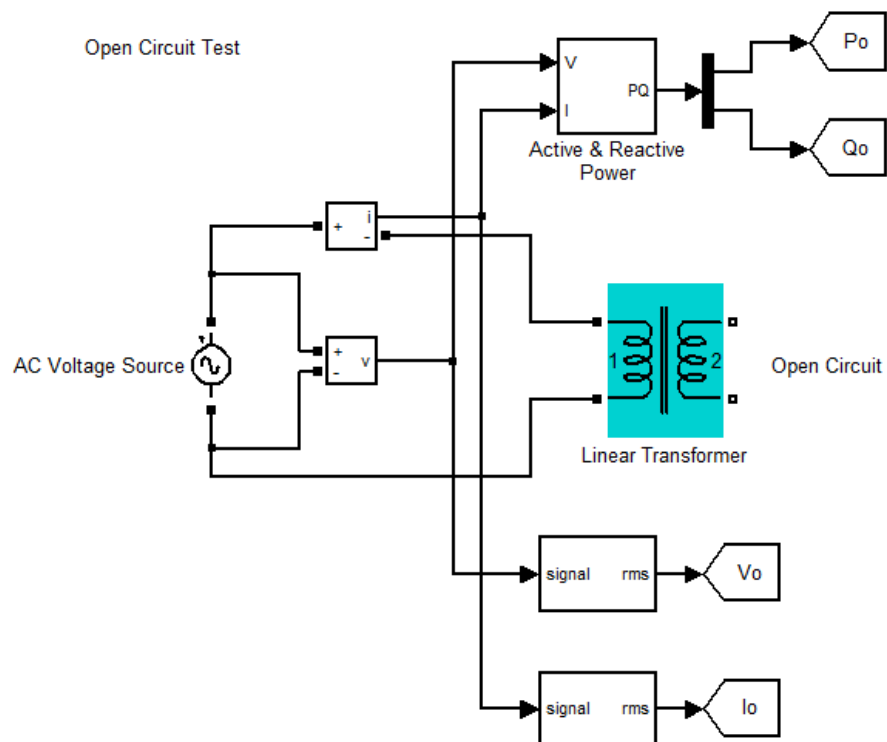 Open Circuit Test
V
I
PQ
Active & Reactive
Power
Po
Qo
+
i
-
+
-
v
AC Voltage Source
1
2
Open Circuit
Linear Transformer
signal
rms
Vo
signal
rms
Io